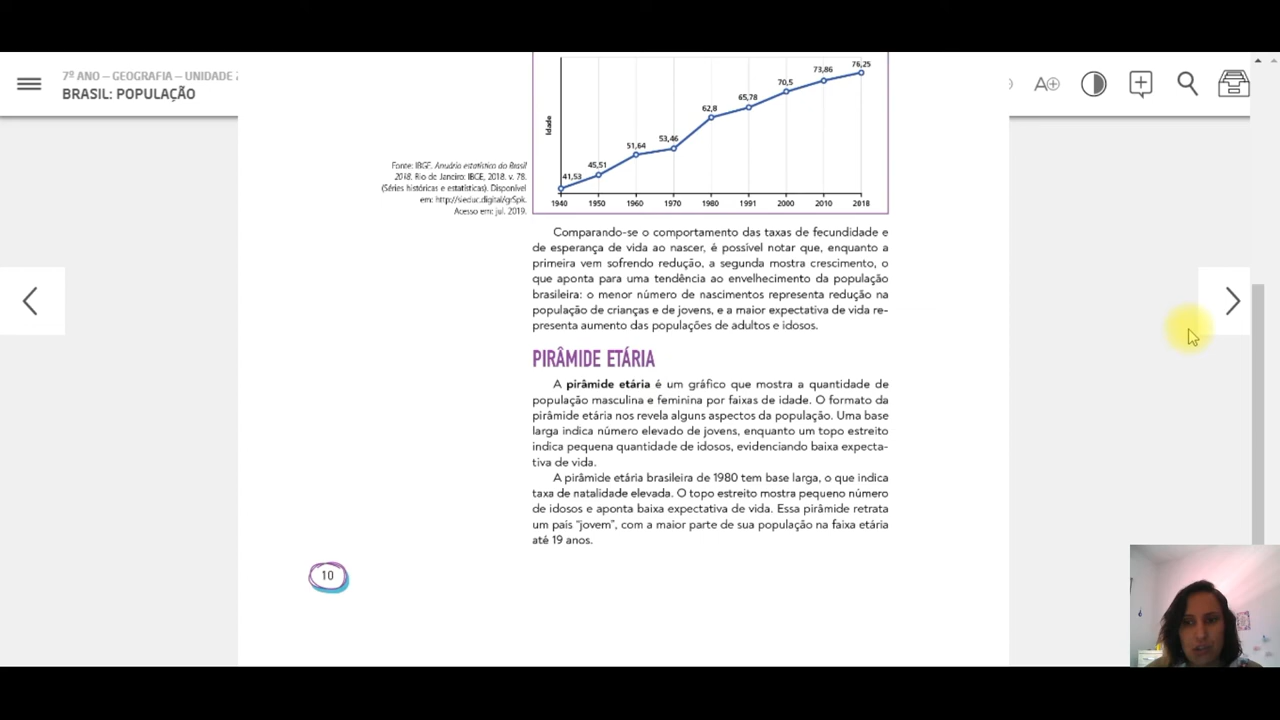 7º ANO – GEOGRAFIA – UNIDADE 2
BRASIL: POPULAÇÃO
A
76,25
73,86
70,5
65,78
62,8
53,46
51,64
45,51
41,53
Idade
1940 1950 1960 1970 1980 1991 2000 2010 2018
Fonte: IBGE. Anuário estatístico do Brasil
2018. Rio de Janeiro: IBGE, 2018. v. 78.
(Séries históricas e estatísticas). Disponível
em: http://sieduc.digital/grSpk.
Acesso em: jul. 2019.
Comparando-se o comportamento das taxas de fecundidade e
de esperança de vida ao nascer, é possível notar que, enquanto a
primeira vem sofrendo redução, a segunda mostra crescimento, o
que aponta para uma tendência ao envelhecimento da população
brasileira: o menor número de nascimentos representa redução na
população de crianças e de jovens, e a maior expectativa de vida re-
presenta aumento das populações de adultos e idosos.
PIRÂMIDE ETÁRIA
A pirâmide etária é um gráfico que mostra a quantidade de
população masculina e feminina por faixas de idade. O formato da
pirâmide etária nos revela alguns aspectos da população. Uma base
larga indica número elevado de jovens, enquanto um topo estreito
indica pequena quantidade de idosos, evidenciando baixa expecta-
tiva de vida.
A pirâmide etária brasileira de 1980 tem base larga, o que indica
taxa de natalidade elevada. O topo estreito mostra pequeno número
de idosos e aponta baixa expectativa de vida. Essa pirâmide retrata
um país "jovem", com a maior parte de sua população na faixa etária
até 19 anos.
10